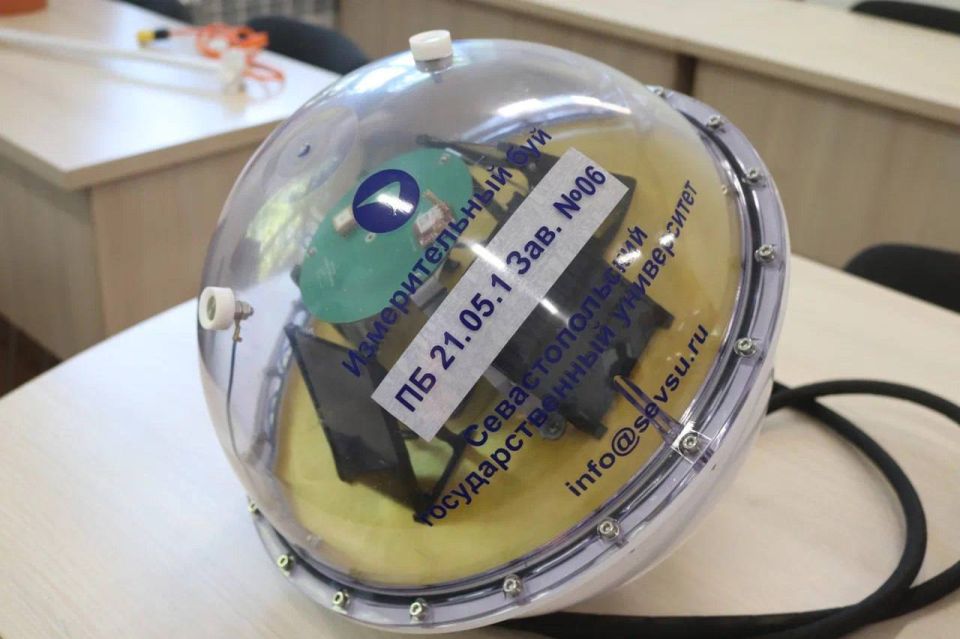 Измерительный буй
ПБ 21.05.1 Зав. №06
Севастопольский
государственный университет
info@sevsu.ru